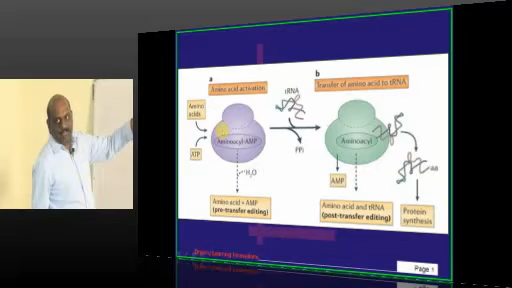 a
Amino acid activation
b
Transfer of amino acid to tRNA
Amino
acids
ATP
Aminoacyl-AMP
H₂O
Amino acid + AMP
(pre-transfer editing)
tRNA
PPi
Aminoacyl
AMP
Amino acid and tRNA
(post-transfer editing)
Protein
synthesis
Page 1